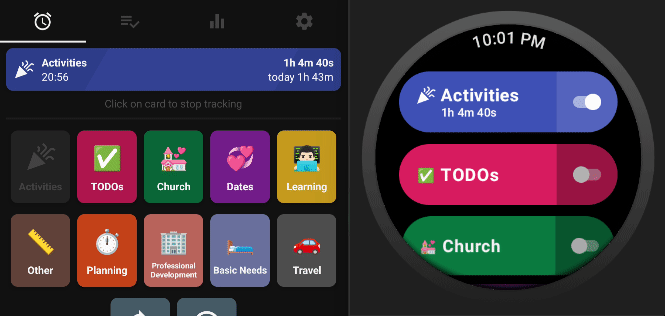 Activities
1h 4m 40s
20:56
today 1h 43m
Click on card to stop tracking
Activities
TODOs
Church
Dates
Learning
Other
Planning
Professional
Development
Basic Needs
Travel
10:01 PM
Activities
1h 4m 40s
TODOs
Church